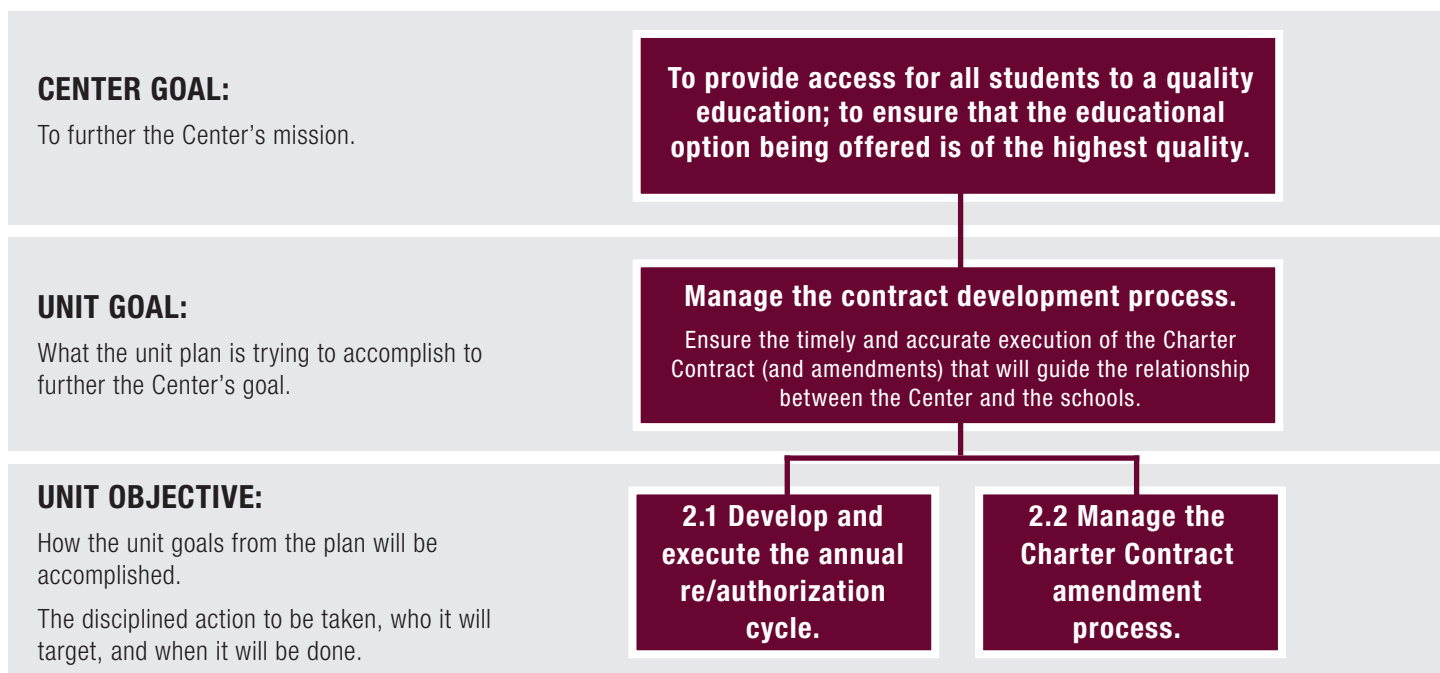 CENTER GOAL:
To further the Center’s mission.
To provide access for all students to a quality
education; to ensure that the educational
option being offered is of the highest quality.
UNIT GOAL:
What the unit plan is trying to accomplish to
further the Center’s goal.
Manage the contract development process.
Ensure the timely and accurate execution of the Charter
Contract (and amendments) that will guide the relationship
between the Center and the schools.
UNIT OBJECTIVE:
How the unit goals from the plan will be
accomplished.
The disciplined action to be taken, who it will
target, and when it will be done.
2.1 Develop and
execute the annual
re/authorization
cycle.
2.2 Manage the
Charter Contract
amendment
process.